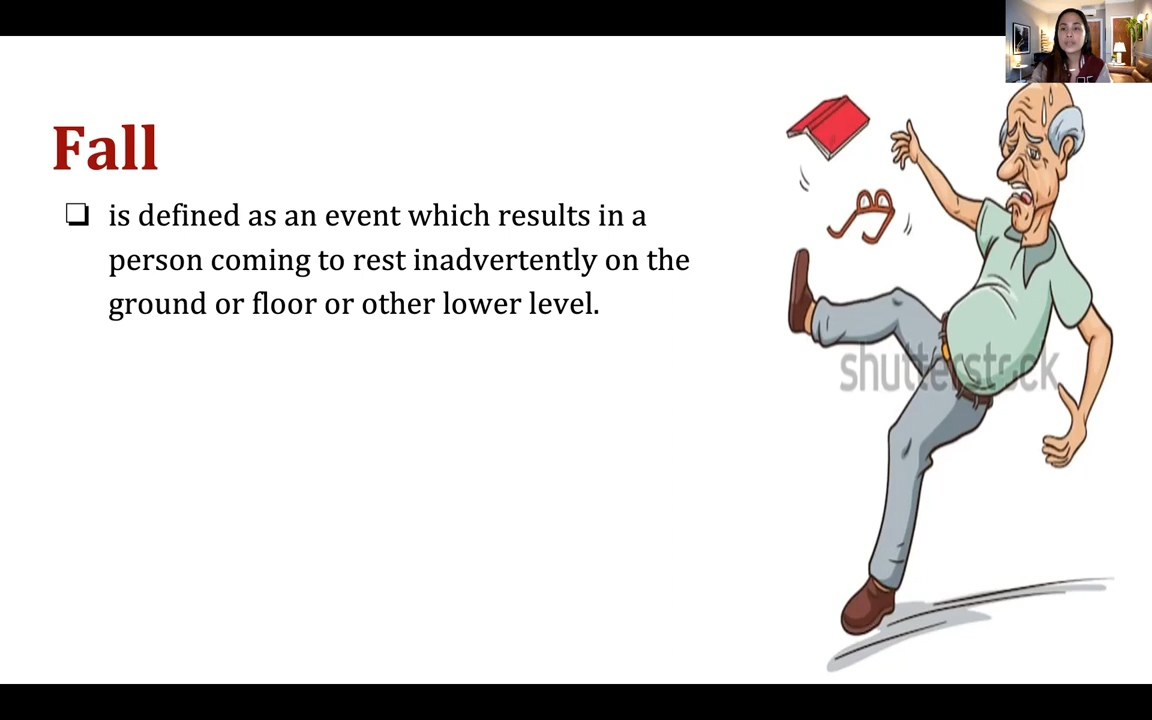 Fall
❏ is defined as an event which results in a
person coming to rest inadvertently on the
ground or floor or other lower level.
shutterstock